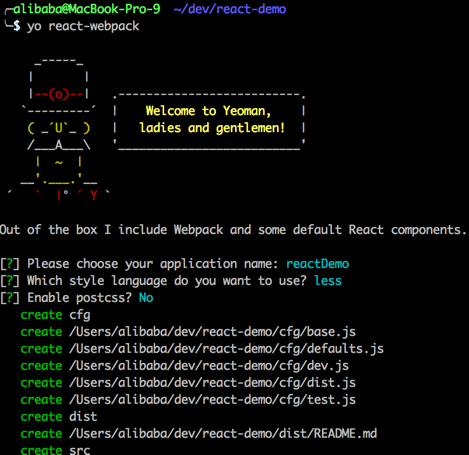 ╭─alibaba@MacBook-Pro-9 ~/dev/react-demo
╰─$ yo react-webpack
     _-----_
    |       |
    |--(o)--|   .--------------------------.
   `---------´  |    Welcome to Yeoman,    |
    ( _´U`_ )   |   ladies and gentlemen!  |
    /___A___\   '__________________________'
     |  ~  |
   __'.___.'__
 ´   `  |° ´ Y `
Out of the box I include Webpack and some default React components.
[?] Please choose your application name: reactDemo
[?] Which style language do you want to use? less
[?] Enable postcss? No
   create cfg
   create /Users/alibaba/dev/react-demo/cfg/base.js
   create /Users/alibaba/dev/react-demo/cfg/defaults.js
   create /Users/alibaba/dev/react-demo/cfg/dev.js
   create /Users/alibaba/dev/react-demo/cfg/dist.js
   create /Users/alibaba/dev/react-demo/cfg/test.js
   create dist
   create /Users/alibaba/dev/react-demo/dist/README.md
   create src